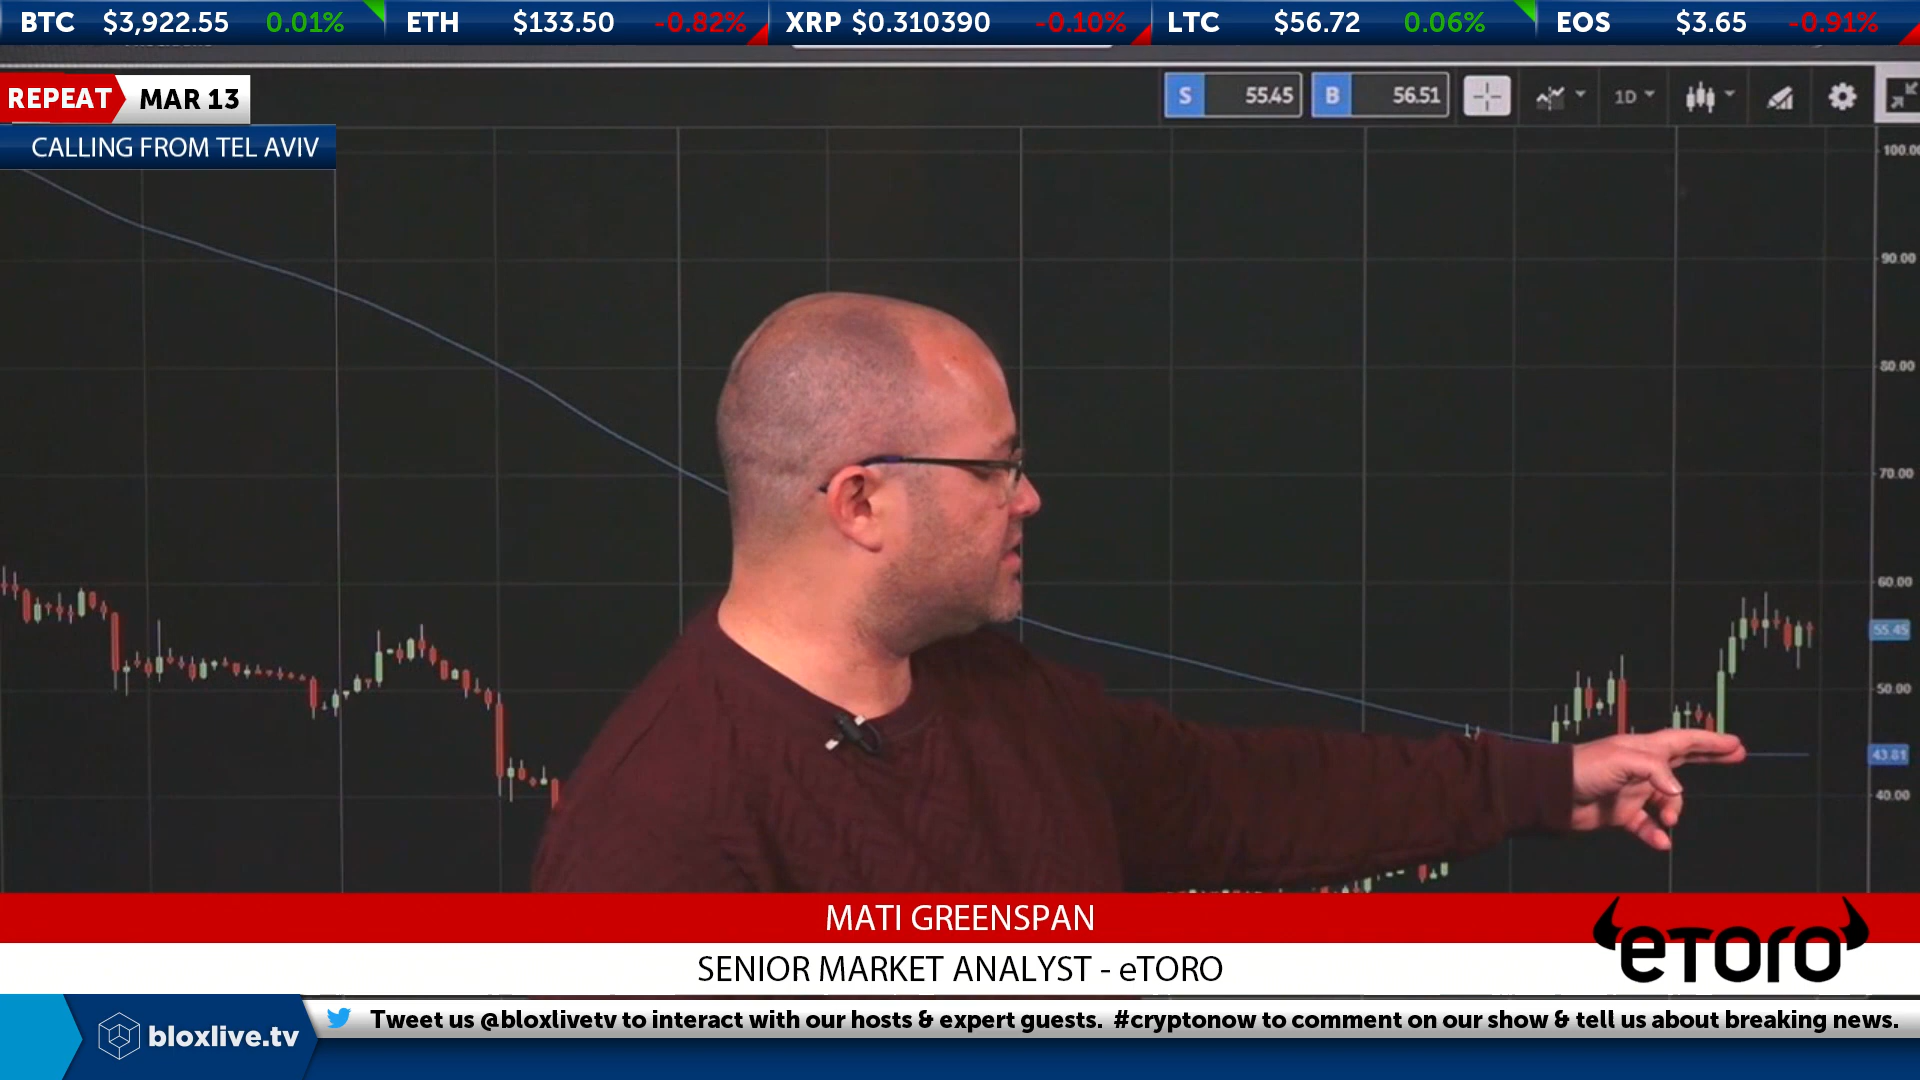 BTC $3,922.55 0.01% ETH $133.50 -0.82% XRP $0.310390 -0.10% LTC $56.72 0.06% EOS $3.65 -0.91%
REPEAT MAR 13
S 55.45 B 56.51 1D
CALLING FROM TEL AVIV
100.00
90.00
80.00
70.00
60.00
55.45
50.00
43.81
40.00
MATI GREENSPAN
eTORO
SENIOR MARKET ANALYST - eTORO
bloxlive.tv
Tweet us @bloxlivetv to interact with our hosts & expert guests. #cryptonow to comment on our show & tell us about breaking news.